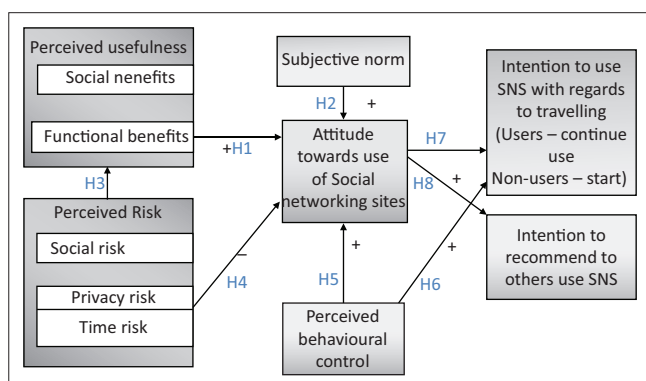 Perceived usefulness
Social nenefits
Functional benefits
+H1
H3
Perceived Risk
Social risk
Privacy risk
Time risk
–
H4
Subjective norm
H2 +
Attitude
towards use
of Social
networking sites
+
H5
Perceived
behavioural
control
H7
H8 +
+
H6
Intention to use
SNS with regards
to travelling
(Users – continue
use
Non-users – start)
Intention to
recommend to
others use SNS